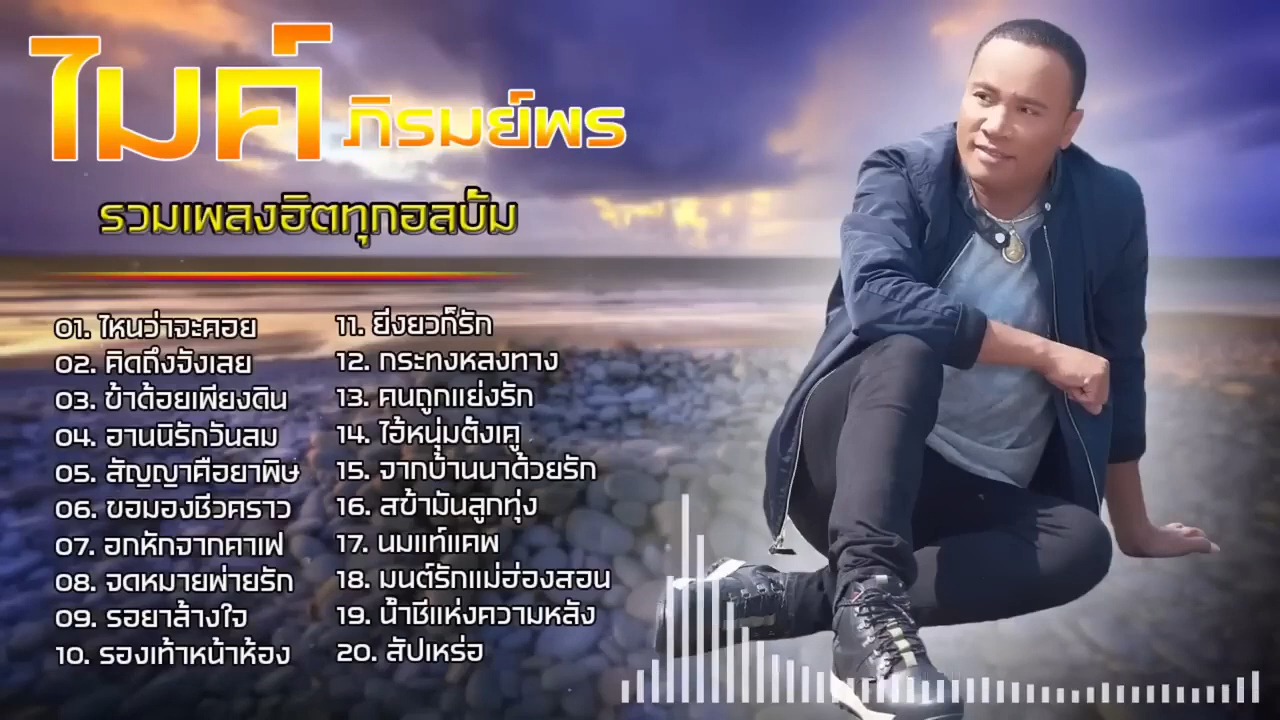 ไมค์ ภิรมย์พร
รวมเพลงฮิตทุกอสบั้ม
01. ไหนว่าจะคอย
02. คิดถึงจังเลย
03. ข้าด้อยเพียงดิน
04. ฮานนิรักวันลม
05. สัญญาคือยาพิษ
06. ขอมองชีวคราว
07. อกหักจากคาเฟ่
08. จดหมายพ่ายรัก
09. รอยาล้างใจ
10. รองเท้าหน้าห้อง
11. ยิ่งยวก็รัก
12. กระทงหลงทาง
13. คนถูกแย่งรัก
14. ไอ้หนุ่มตังเค
15. จากบ้านนาด้วยรัก
16. สข้ามันลูกทุ่ง
17. นมแท้แคพ
18. มนต์รักแม่ฮ่องสอน
19. น้ำชีแห่งความหลัง
20. สัปเหร่อ